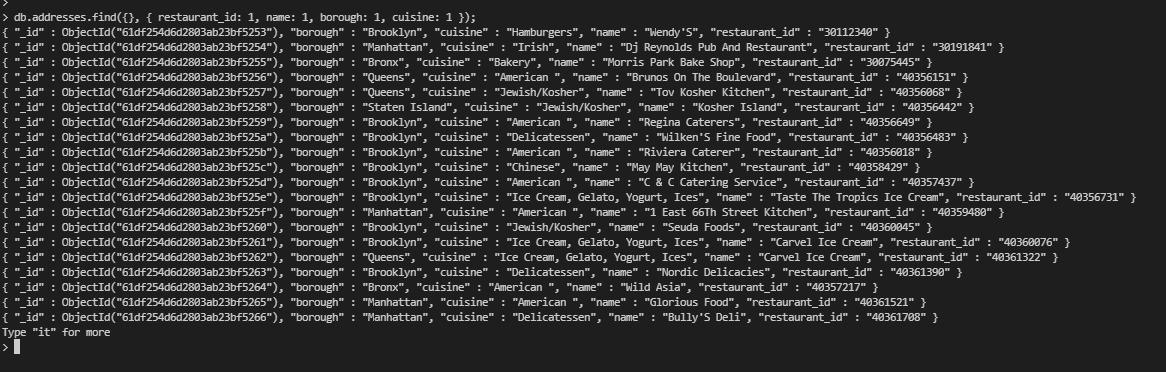 >
> db.addresses.find({}, { restaurant_id: 1, name: 1, borough: 1, cuisine: 1 });
{ "_id" : ObjectId("61df254d6d2803ab23bf5253"), "borough" : "Brooklyn", "cuisine" : "Hamburgers", "name" : "Wendy'S", "restaurant_id" : "30112340" }
{ "_id" : ObjectId("61df254d6d2803ab23bf5254"), "borough" : "Manhattan", "cuisine" : "Irish", "name" : "Dj Reynolds Pub And Restaurant", "restaurant_id" : "30191841" }
{ "_id" : ObjectId("61df254d6d2803ab23bf5255"), "borough" : "Bronx", "cuisine" : "Bakery", "name" : "Morris Park Bake Shop", "restaurant_id" : "30075445" }
{ "_id" : ObjectId("61df254d6d2803ab23bf5256"), "borough" : "Queens", "cuisine" : "American ", "name" : "Brunos On The Boulevard", "restaurant_id" : "40356151" }
{ "_id" : ObjectId("61df254d6d2803ab23bf5257"), "borough" : "Queens", "cuisine" : "Jewish/Kosher", "name" : "Tov Kosher Kitchen", "restaurant_id" : "40356068" }
{ "_id" : ObjectId("61df254d6d2803ab23bf5258"), "borough" : "Staten Island", "cuisine" : "Jewish/Kosher", "name" : "Kosher Island", "restaurant_id" : "40356442" }
{ "_id" : ObjectId("61df254d6d2803ab23bf5259"), "borough" : "Brooklyn", "cuisine" : "American ", "name" : "Regina Caterers", "restaurant_id" : "40356649" }
{ "_id" : ObjectId("61df254d6d2803ab23bf525a"), "borough" : "Brooklyn", "cuisine" : "Delicatessen", "name" : "Wilken'S Fine Food", "restaurant_id" : "40356483" }
{ "_id" : ObjectId("61df254d6d2803ab23bf525b"), "borough" : "Brooklyn", "cuisine" : "American ", "name" : "Riviera Caterer", "restaurant_id" : "40356018" }
{ "_id" : ObjectId("61df254d6d2803ab23bf525c"), "borough" : "Brooklyn", "cuisine" : "Chinese", "name" : "May May Kitchen", "restaurant_id" : "40358429" }
{ "_id" : ObjectId("61df254d6d2803ab23bf525d"), "borough" : "Brooklyn", "cuisine" : "American ", "name" : "C & C Catering Service", "restaurant_id" : "40357437" }
{ "_id" : ObjectId("61df254d6d2803ab23bf525e"), "borough" : "Brooklyn", "cuisine" : "Ice Cream, Gelato, Yogurt, Ices", "name" : "Taste The Tropics Ice Cream", "restaurant_id" : "40356731" }
{ "_id" : ObjectId("61df254d6d2803ab23bf525f"), "borough" : "Manhattan", "cuisine" : "American ", "name" : "1 East 66Th Street Kitchen", "restaurant_id" : "40359480" }
{ "_id" : ObjectId("61df254d6d2803ab23bf5260"), "borough" : "Brooklyn", "cuisine" : "Jewish/Kosher", "name" : "Seuda Foods", "restaurant_id" : "40360045" }
{ "_id" : ObjectId("61df254d6d2803ab23bf5261"), "borough" : "Brooklyn", "cuisine" : "Ice Cream, Gelato, Yogurt, Ices", "name" : "Carvel Ice Cream", "restaurant_id" : "40360076" }
{ "_id" : ObjectId("61df254d6d2803ab23bf5262"), "borough" : "Queens", "cuisine" : "Ice Cream, Gelato, Yogurt, Ices", "name" : "Carvel Ice Cream", "restaurant_id" : "40361322" }
{ "_id" : ObjectId("61df254d6d2803ab23bf5263"), "borough" : "Brooklyn", "cuisine" : "Delicatessen", "name" : "Nordic Delicacies", "restaurant_id" : "40361390" }
{ "_id" : ObjectId("61df254d6d2803ab23bf5264"), "borough" : "Bronx", "cuisine" : "American ", "name" : "Wild Asia", "restaurant_id" : "40357217" }
{ "_id" : ObjectId("61df254d6d2803ab23bf5265"), "borough" : "Manhattan", "cuisine" : "American ", "name" : "Glorious Food", "restaurant_id" : "40361521" }
{ "_id" : ObjectId("61df254d6d2803ab23bf5266"), "borough" : "Manhattan", "cuisine" : "Delicatessen", "name" : "Bully'S Deli", "restaurant_id" : "40361708" }
Type "it" for more
>